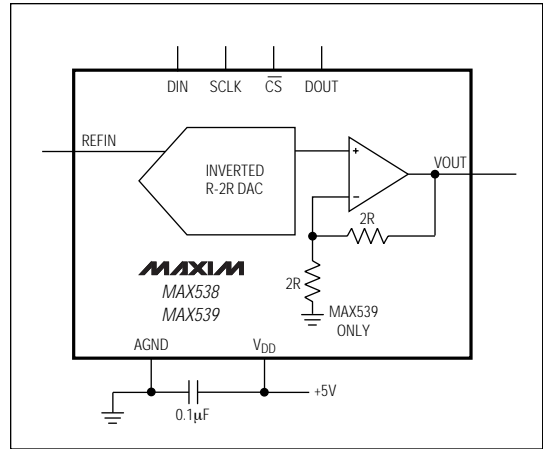 DIN SCLK C̅S̅ DOUT
REFIN
INVERTED
R-2R DAC
+
−
VOUT
2R
2R
MAXIM
MAX538
MAX539
MAX539
ONLY
AGND
VDD
+5V
0.1µF